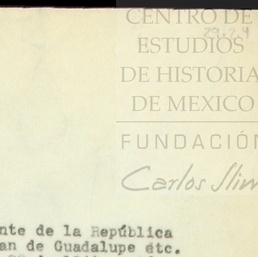 CENTRO DE
ESTUDIOS
DE HISTORIA
DE MEXICO
FUNDACIÓN
Carlos Slim
nte de la República
an de Guadalupe etc.